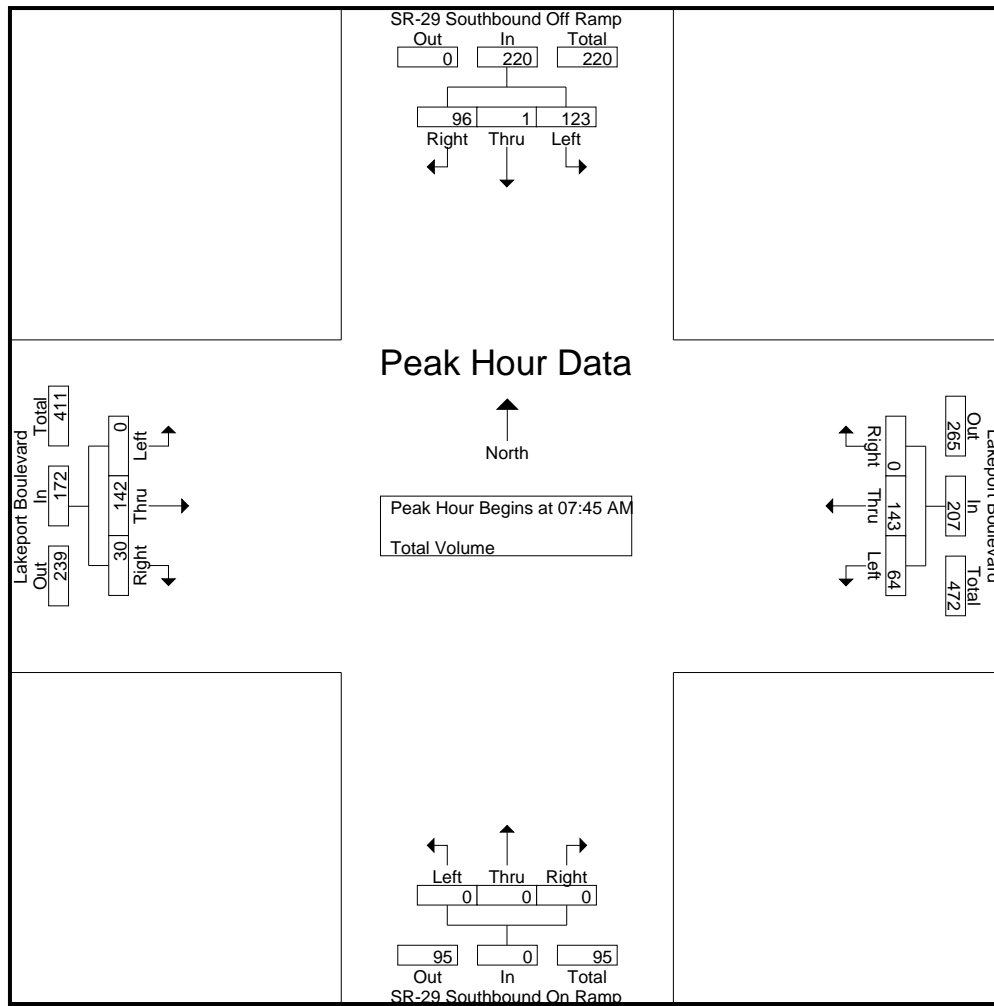 SR-29 Southbound Off Ramp
Out In Total
0 220 220
96 1 123
Right Thru Left
Peak Hour Data
North
Peak Hour Begins at 07:45 AM
Total Volume
Lakeport Boulevard
Out In Total
239 172 411
30 142 0
Right Thru Left
Lakeport Boulevard
Out In Total
265 207 472
0 143 64
Right Thru Left
Left Thru Right
0 0 0
95 0 95
Out In Total
SR-29 Southbound On Ramp